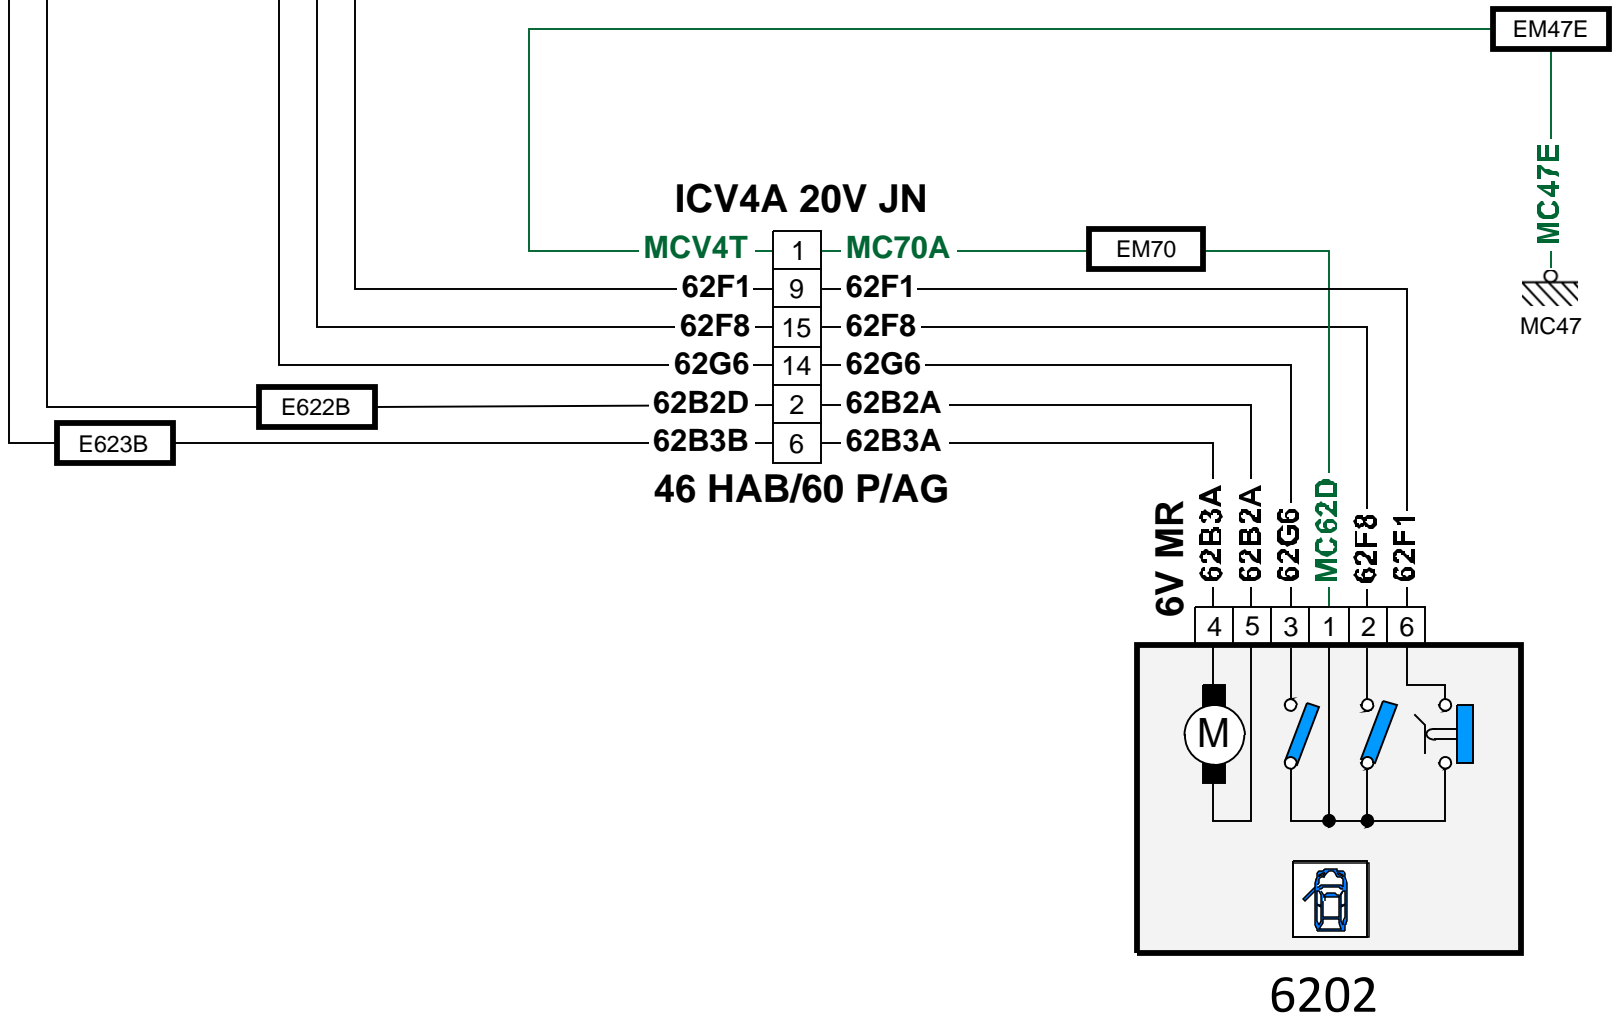 EM47E
MC47E
MC47
ICV4A 20V JN
MCV4T 1 MC70A EM70
62F1 9 62F1
62F8 15 62F8
62G6 14 62G6
E622B 62B2D 2 62B2A
E623B 62B3B 6 62B3A
46 HAB/60 P/AG
6V MR 62B3A 62B2A 62G6 MC62D 62F8 62F1
4 5 3 1 2 6
M
6202